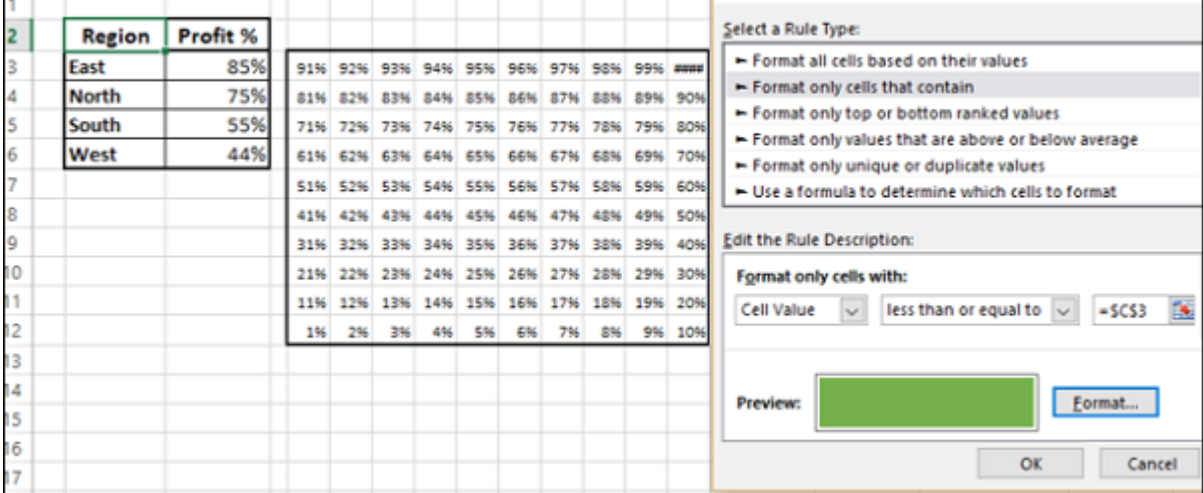 1
2 Region Profit %
3 East 85% 91% 92% 93% 94% 95% 96% 97% 98% 99% ####
4 North 75% 81% 82% 83% 84% 85% 86% 87% 88% 89% 90%
5 South 55% 71% 72% 73% 74% 75% 76% 77% 78% 79% 80%
6 West 44% 61% 62% 63% 64% 65% 66% 67% 68% 69% 70%
7 51% 52% 53% 54% 55% 56% 57% 58% 59% 60%
8 41% 42% 43% 44% 45% 46% 47% 48% 49% 50%
9 31% 32% 33% 34% 35% 36% 37% 38% 39% 40%
10 21% 22% 23% 24% 25% 26% 27% 28% 29% 30%
11 11% 12% 13% 14% 15% 16% 17% 18% 19% 20%
12 1% 2% 3% 4% 5% 6% 7% 8% 9% 10%
13
14
15
16
17
Select a Rule Type:
► Format all cells based on their values
► Format only cells that contain
► Format only top or bottom ranked values
► Format only values that are above or below average
► Format only unique or duplicate values
► Use a formula to determine which cells to format
Edit the Rule Description:
Format only cells with:
Cell Value less than or equal to =$C$3
Preview: Format...
OK Cancel